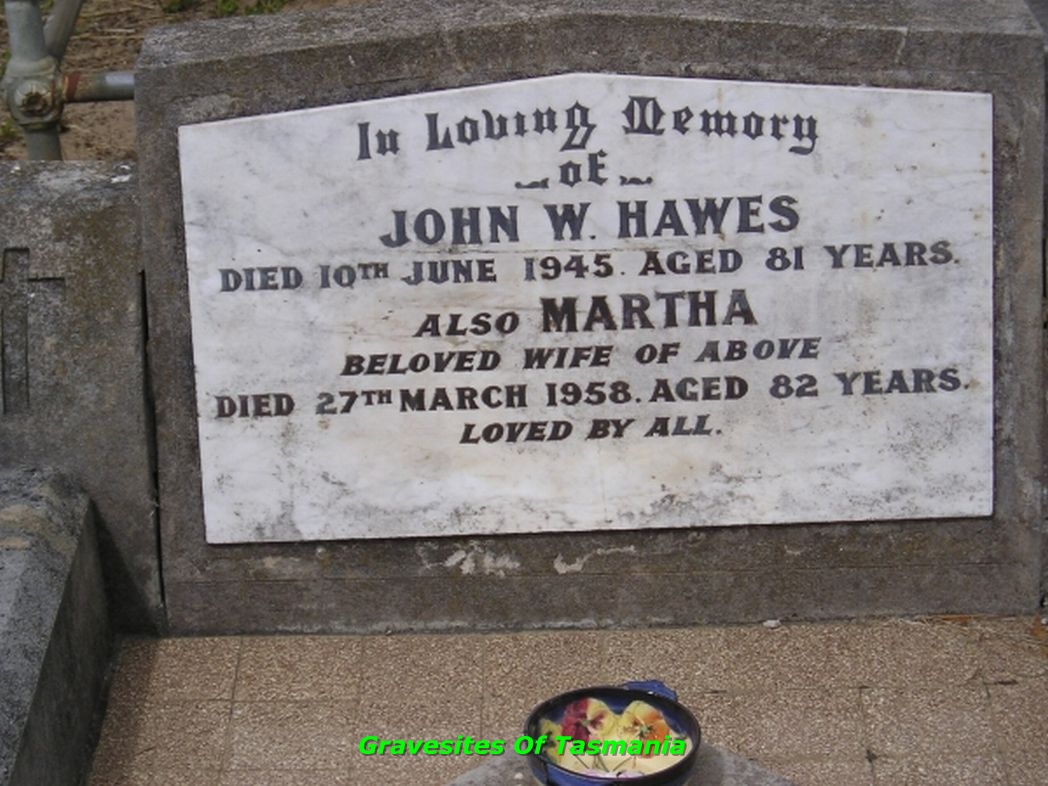 In Loving Memory
of
JOHN W. HAWES
DIED 10TH JUNE 1945. AGED 81 YEARS.
ALSO MARTHA
BELOVED WIFE OF ABOVE
DIED 27TH MARCH 1958. AGED 82 YEARS.
LOVED BY ALL.
Gravesites Of Tasmania